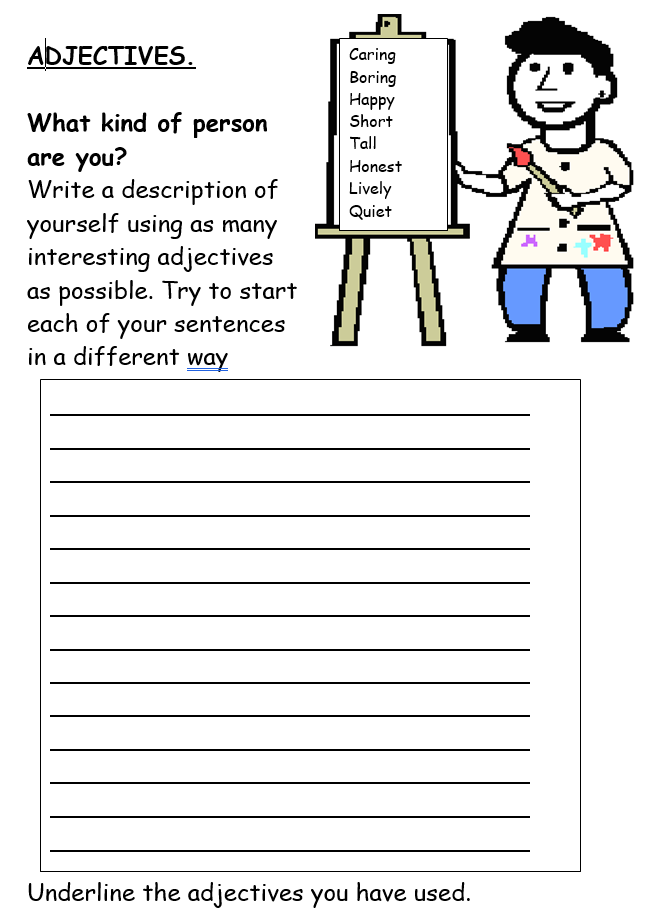 ADJECTIVES.
What kind of person
are you?
Write a description of
yourself using as many
interesting adjectives
as possible. Try to start
each of your sentences
in a different way
Caring
Boring
Happy
Short
Tall
Honest
Lively
Quiet
Underline the adjectives you have used.